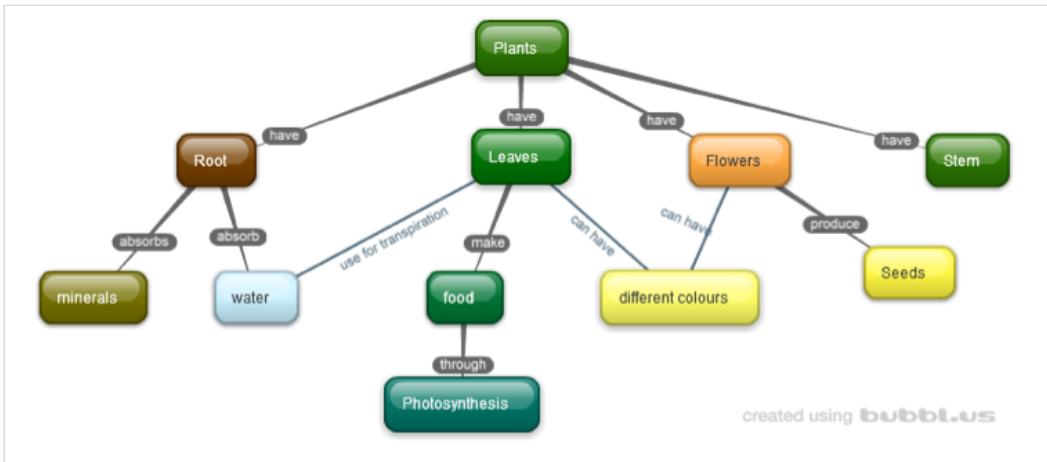 Plants
have
have
have
have
Root
Leaves
Flowers
Stem
absorbs
absorb
use for transpiration
make
can have
can have
produce
minerals
water
food
different colours
Seeds
through
Photosynthesis
created using bubbl.us